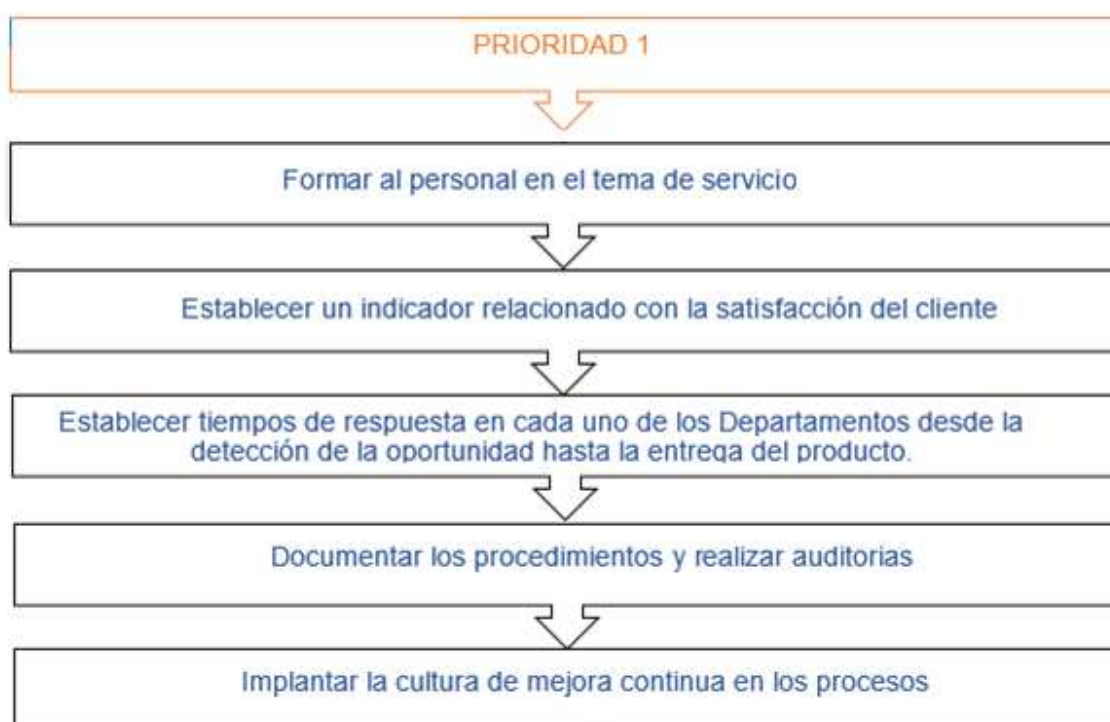 PRIORIDAD 1
Formar al personal en el tema de servicio
Establecer un indicador relacionado con la satisfacción del cliente
Establecer tiempos de respuesta en cada uno de los Departamentos desde la
detección de la oportunidad hasta la entrega del producto.
Documentar los procedimientos y realizar auditorias
Implantar la cultura de mejora continua en los procesos